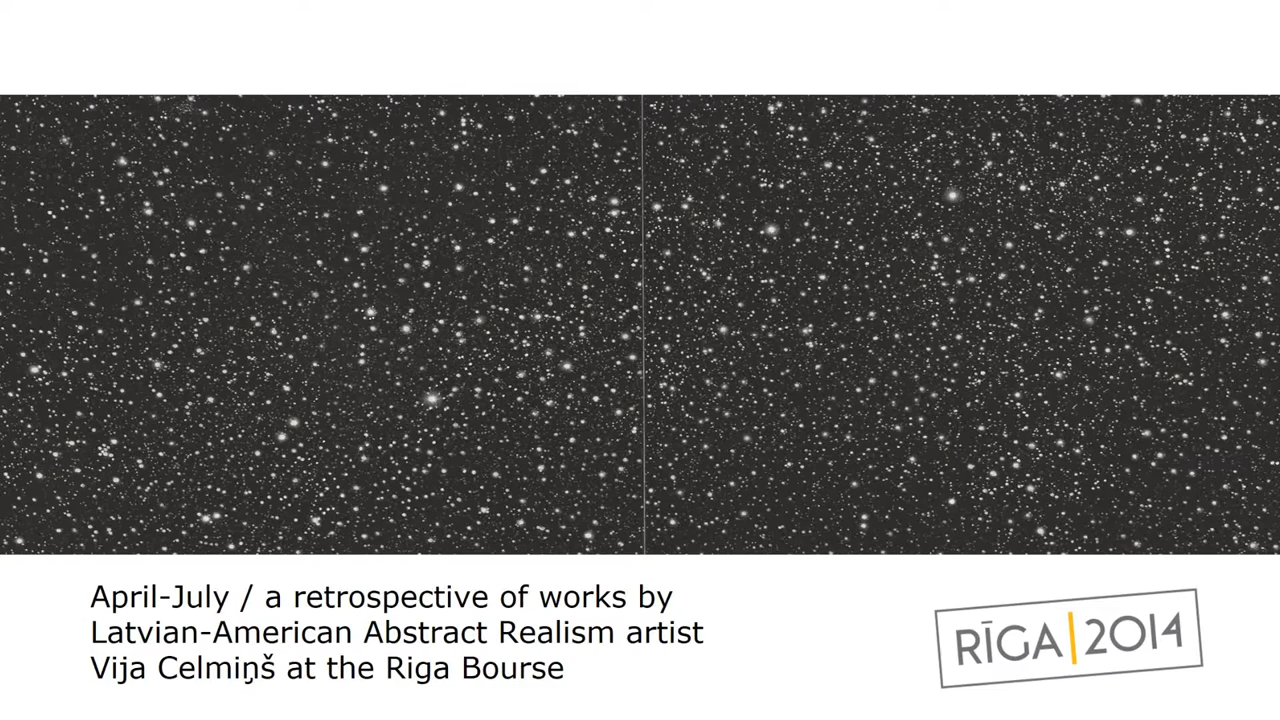 April-July / a retrospective of works by
Latvian-American Abstract Realism artist
Vija Celmiņš at the Riga Bourse
RĪGA|2014